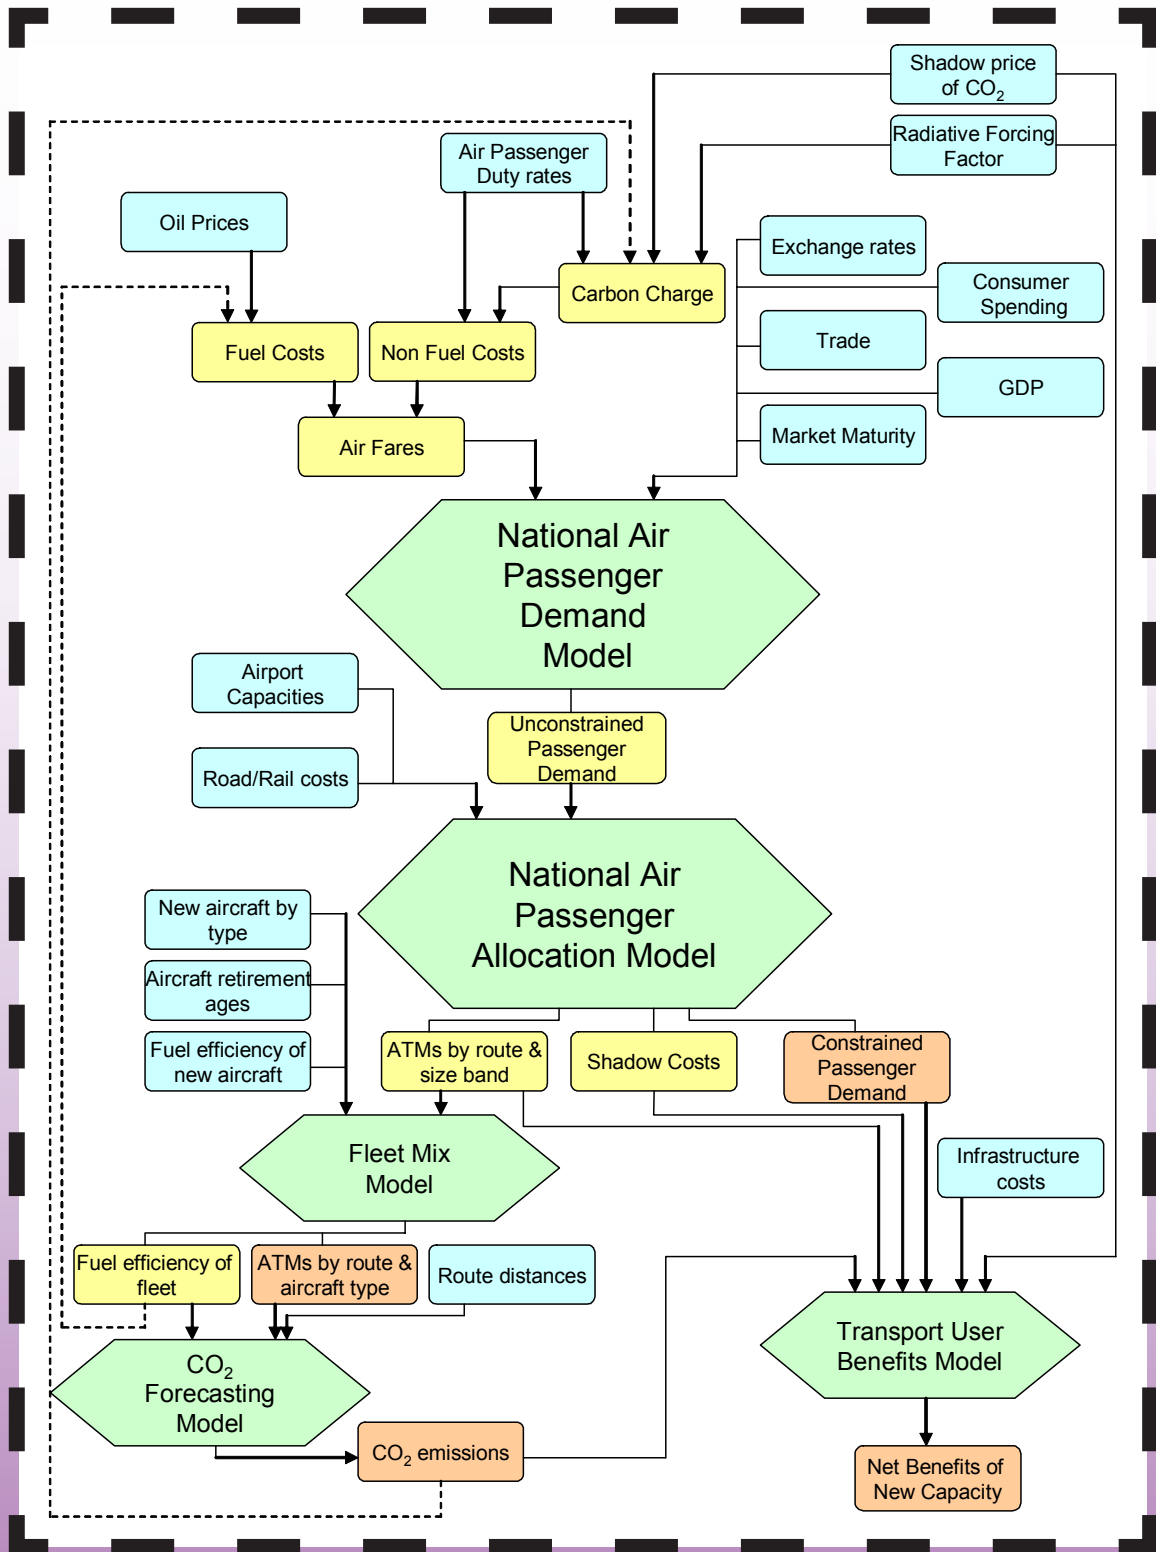 Shadow price
of CO2
Radiative Forcing
Factor
Air Passenger
Duty rates
Oil Prices
Exchange rates
Consumer
Spending
Carbon Charge
Trade
Fuel Costs
Non Fuel Costs
GDP
Market Maturity
Air Fares
National Air
Passenger
Demand
Model
Airport
Capacities
Unconstrained
Passenger
Demand
Road/Rail costs
National Air
Passenger
Allocation Model
New aircraft by
type
Aircraft retirement
ages
Fuel efficiency of
new aircraft
ATMs by route &
size band
Shadow Costs
Constrained
Passenger
Demand
Fleet Mix
Model
Infrastructure
costs
Fuel efficiency of
fleet
ATMs by route &
aircraft type
Route distances
Transport User
Benefits Model
CO2
Forecasting
Model
CO2 emissions
Net Benefits of
New Capacity